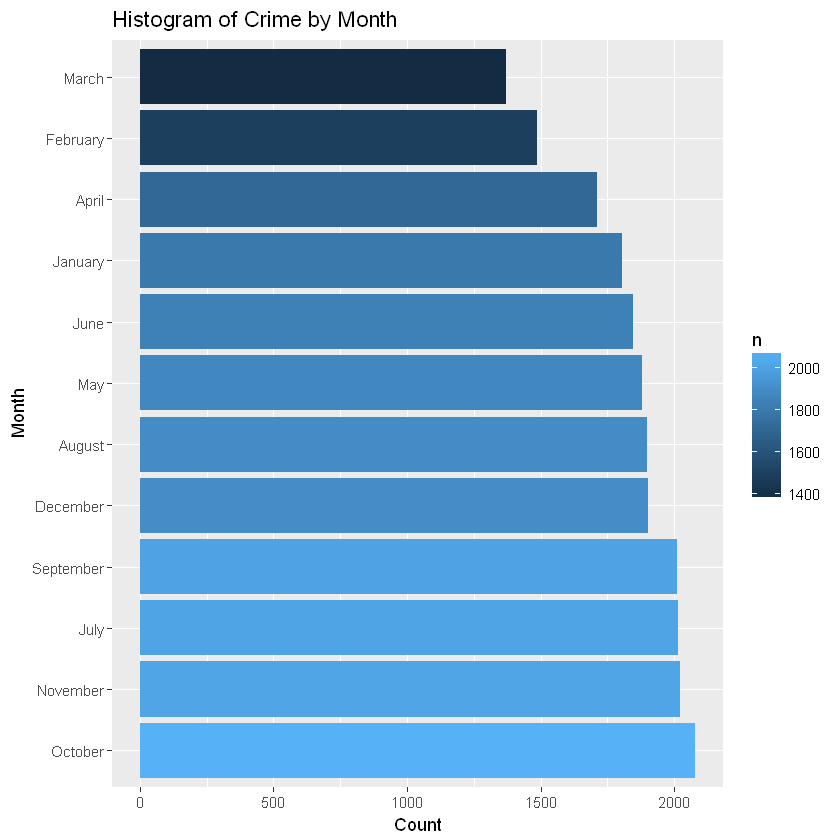 Histogram of Crime by Month
March
February
April
January
June
May
August
December
September
July
November
October
Month
0
500
1000
1500
2000
Count
n
2000
1800
1600
1400